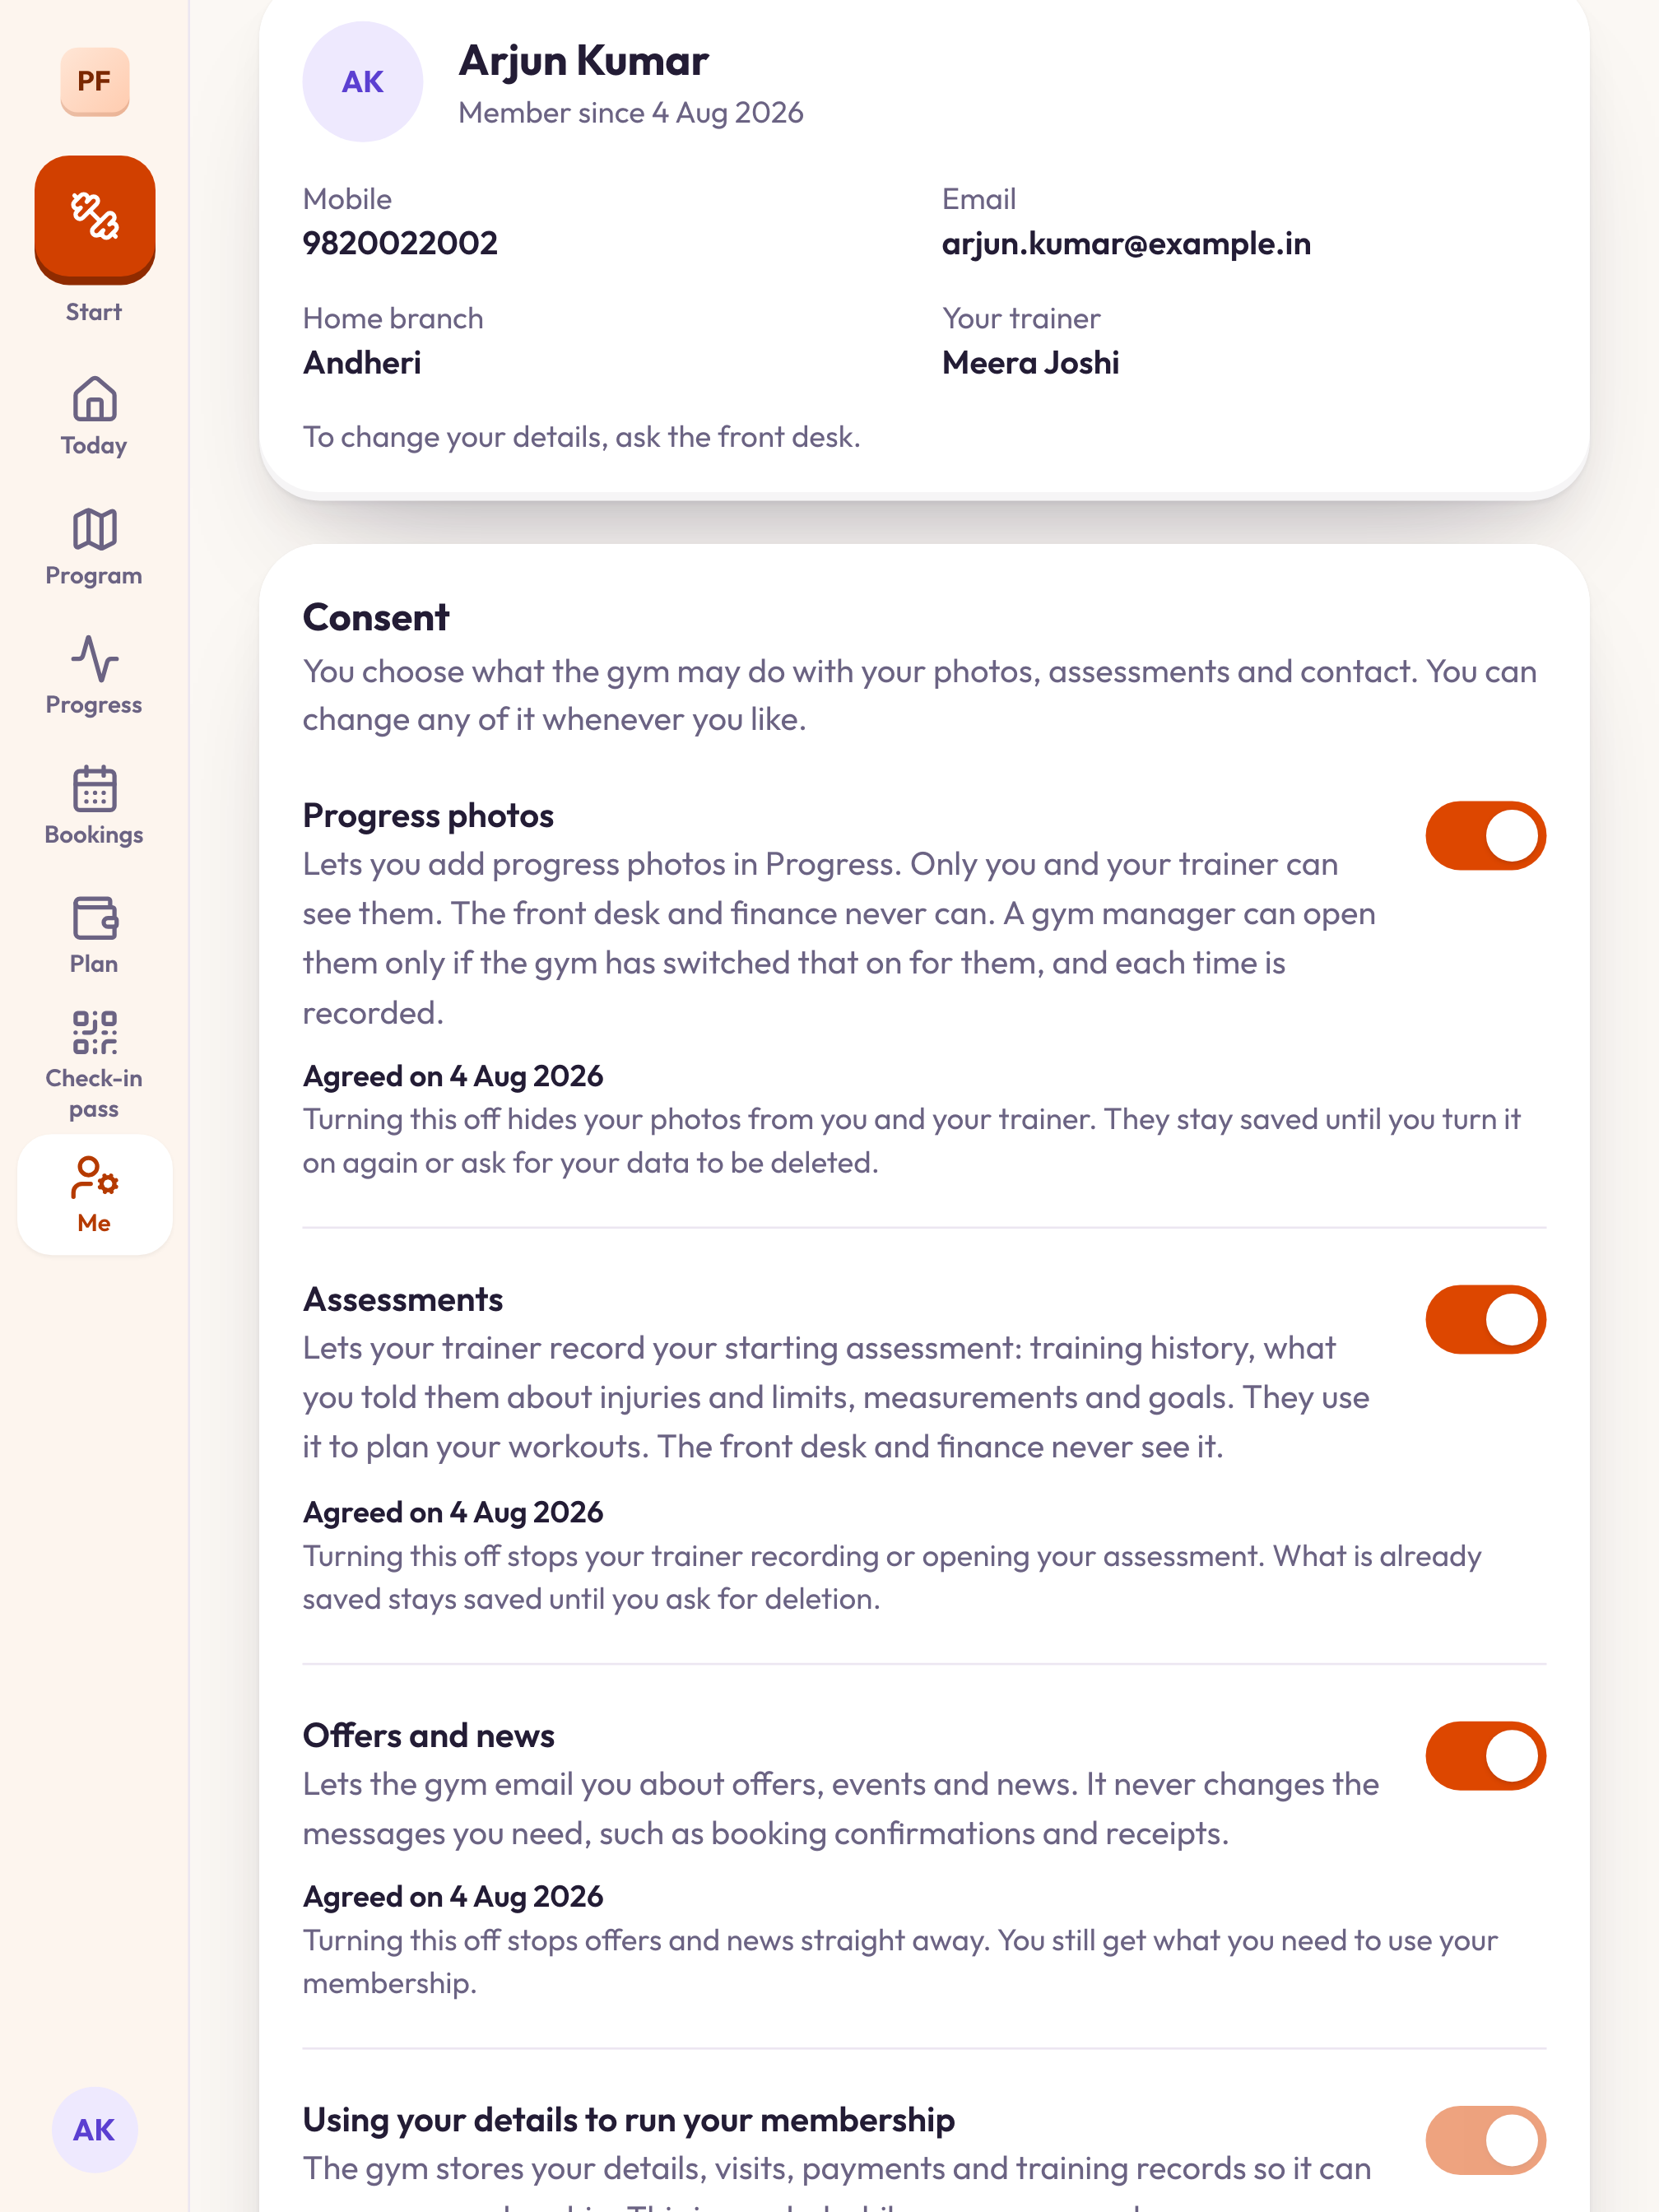 PF
Start
Today
Program
Progress
Bookings
Plan
Check-in
pass
Me
AK
AK
Arjun Kumar
Member since 4 Aug 2026
Mobile
9820022002
Email
arjun.kumar@example.in
Home branch
Andheri
Your trainer
Meera Joshi
To change your details, ask the front desk.
Consent
You choose what the gym may do with your photos, assessments and contact. You can
change any of it whenever you like.
Progress photos
Lets you add progress photos in Progress. Only you and your trainer can
see them. The front desk and finance never can. A gym manager can open
them only if the gym has switched that on for them, and each time is
recorded.
Agreed on 4 Aug 2026
Turning this off hides your photos from you and your trainer. They stay saved until you turn it
on again or ask for your data to be deleted.
Assessments
Lets your trainer record your starting assessment: training history, what
you told them about injuries and limits, measurements and goals. They use
it to plan your workouts. The front desk and finance never see it.
Agreed on 4 Aug 2026
Turning this off stops your trainer recording or opening your assessment. What is already
saved stays saved until you ask for deletion.
Offers and news
Lets the gym email you about offers, events and news. It never changes the
messages you need, such as booking confirmations and receipts.
Agreed on 4 Aug 2026
Turning this off stops offers and news straight away. You still get what you need to use your
membership.
Using your details to run your membership
The gym stores your details, visits, payments and training records so it can